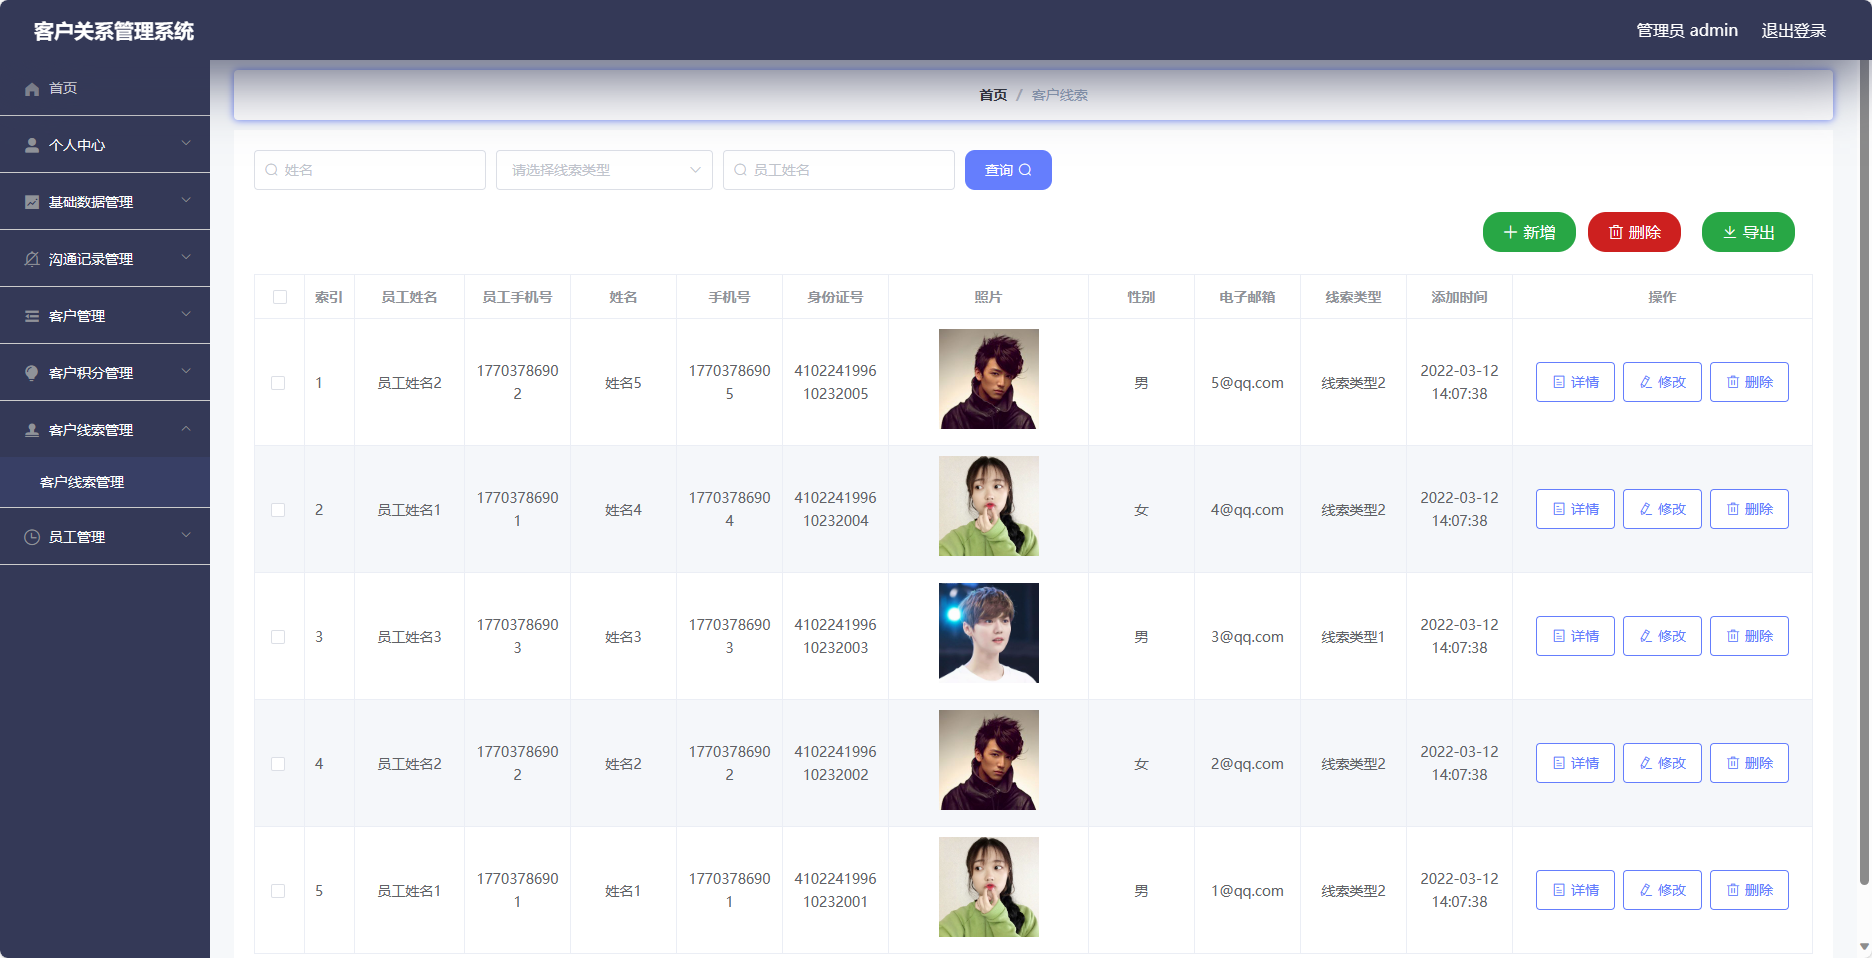 客户关系管理系统
管理员 admin
退出登录
首页
个人中心
基础数据管理
沟通记录管理
客户管理
客户积分管理
客户线索管理
客户线索管理
员工管理
首页 / 客户线索
姓名
请选择线索类型
员工姓名
查询
新增
删除
导出
索引 员工姓名 员工手机号 姓名 手机号 身份证号 照片 性别 电子邮箱 线索类型 添加时间 操作
1 员工姓名2 17703786902 姓名5 17703786905 410224199610232005 男 5@qq.com 线索类型2 2022-03-12 14:07:38 详情 修改 删除
2 员工姓名1 17703786901 姓名4 17703786904 410224199610232004 女 4@qq.com 线索类型2 2022-03-12 14:07:38 详情 修改 删除
3 员工姓名3 17703786903 姓名3 17703786903 410224199610232003 男 3@qq.com 线索类型1 2022-03-12 14:07:38 详情 修改 删除
4 员工姓名2 17703786902 姓名2 17703786902 410224199610232002 女 2@qq.com 线索类型2 2022-03-12 14:07:38 详情 修改 删除
5 员工姓名1 17703786901 姓名1 17703786901 410224199610232001 男 1@qq.com 线索类型2 2022-03-12 14:07:38 详情 修改 删除